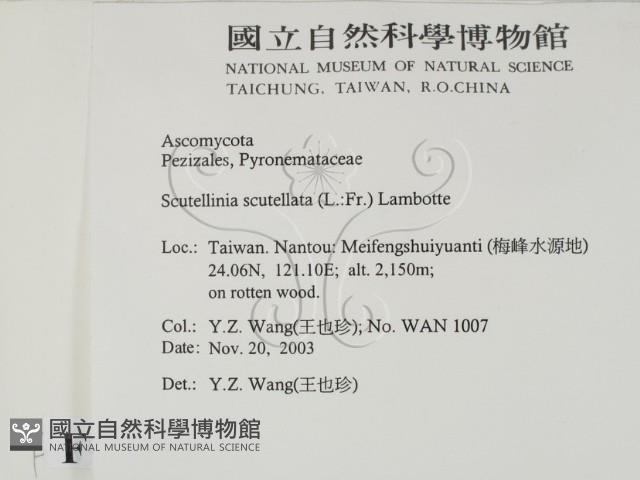 國立自然科學博物館
NATIONAL MUSEUM OF NATURAL SCIENCE
TAICHUNG, TAIWAN, R.O.CHINA
Ascomycota
Pezizales, Pyronemataceae
Scutellinia scutellata (L.:Fr.) Lambotte
Loc.: Taiwan. Nantou: Meifengshuiyuanti (梅峰水源地)
24.06N, 121.10E; alt. 2,150m;
on rotten wood.
Col.: Y.Z. Wang(王也珍); No. WAN 1007
Date: Nov. 20, 2003
Det.: Y.Z. Wang(王也珍)
國立自然科學博物館
NATIONAL MUSEUM OF NATURAL SCIENCE
F